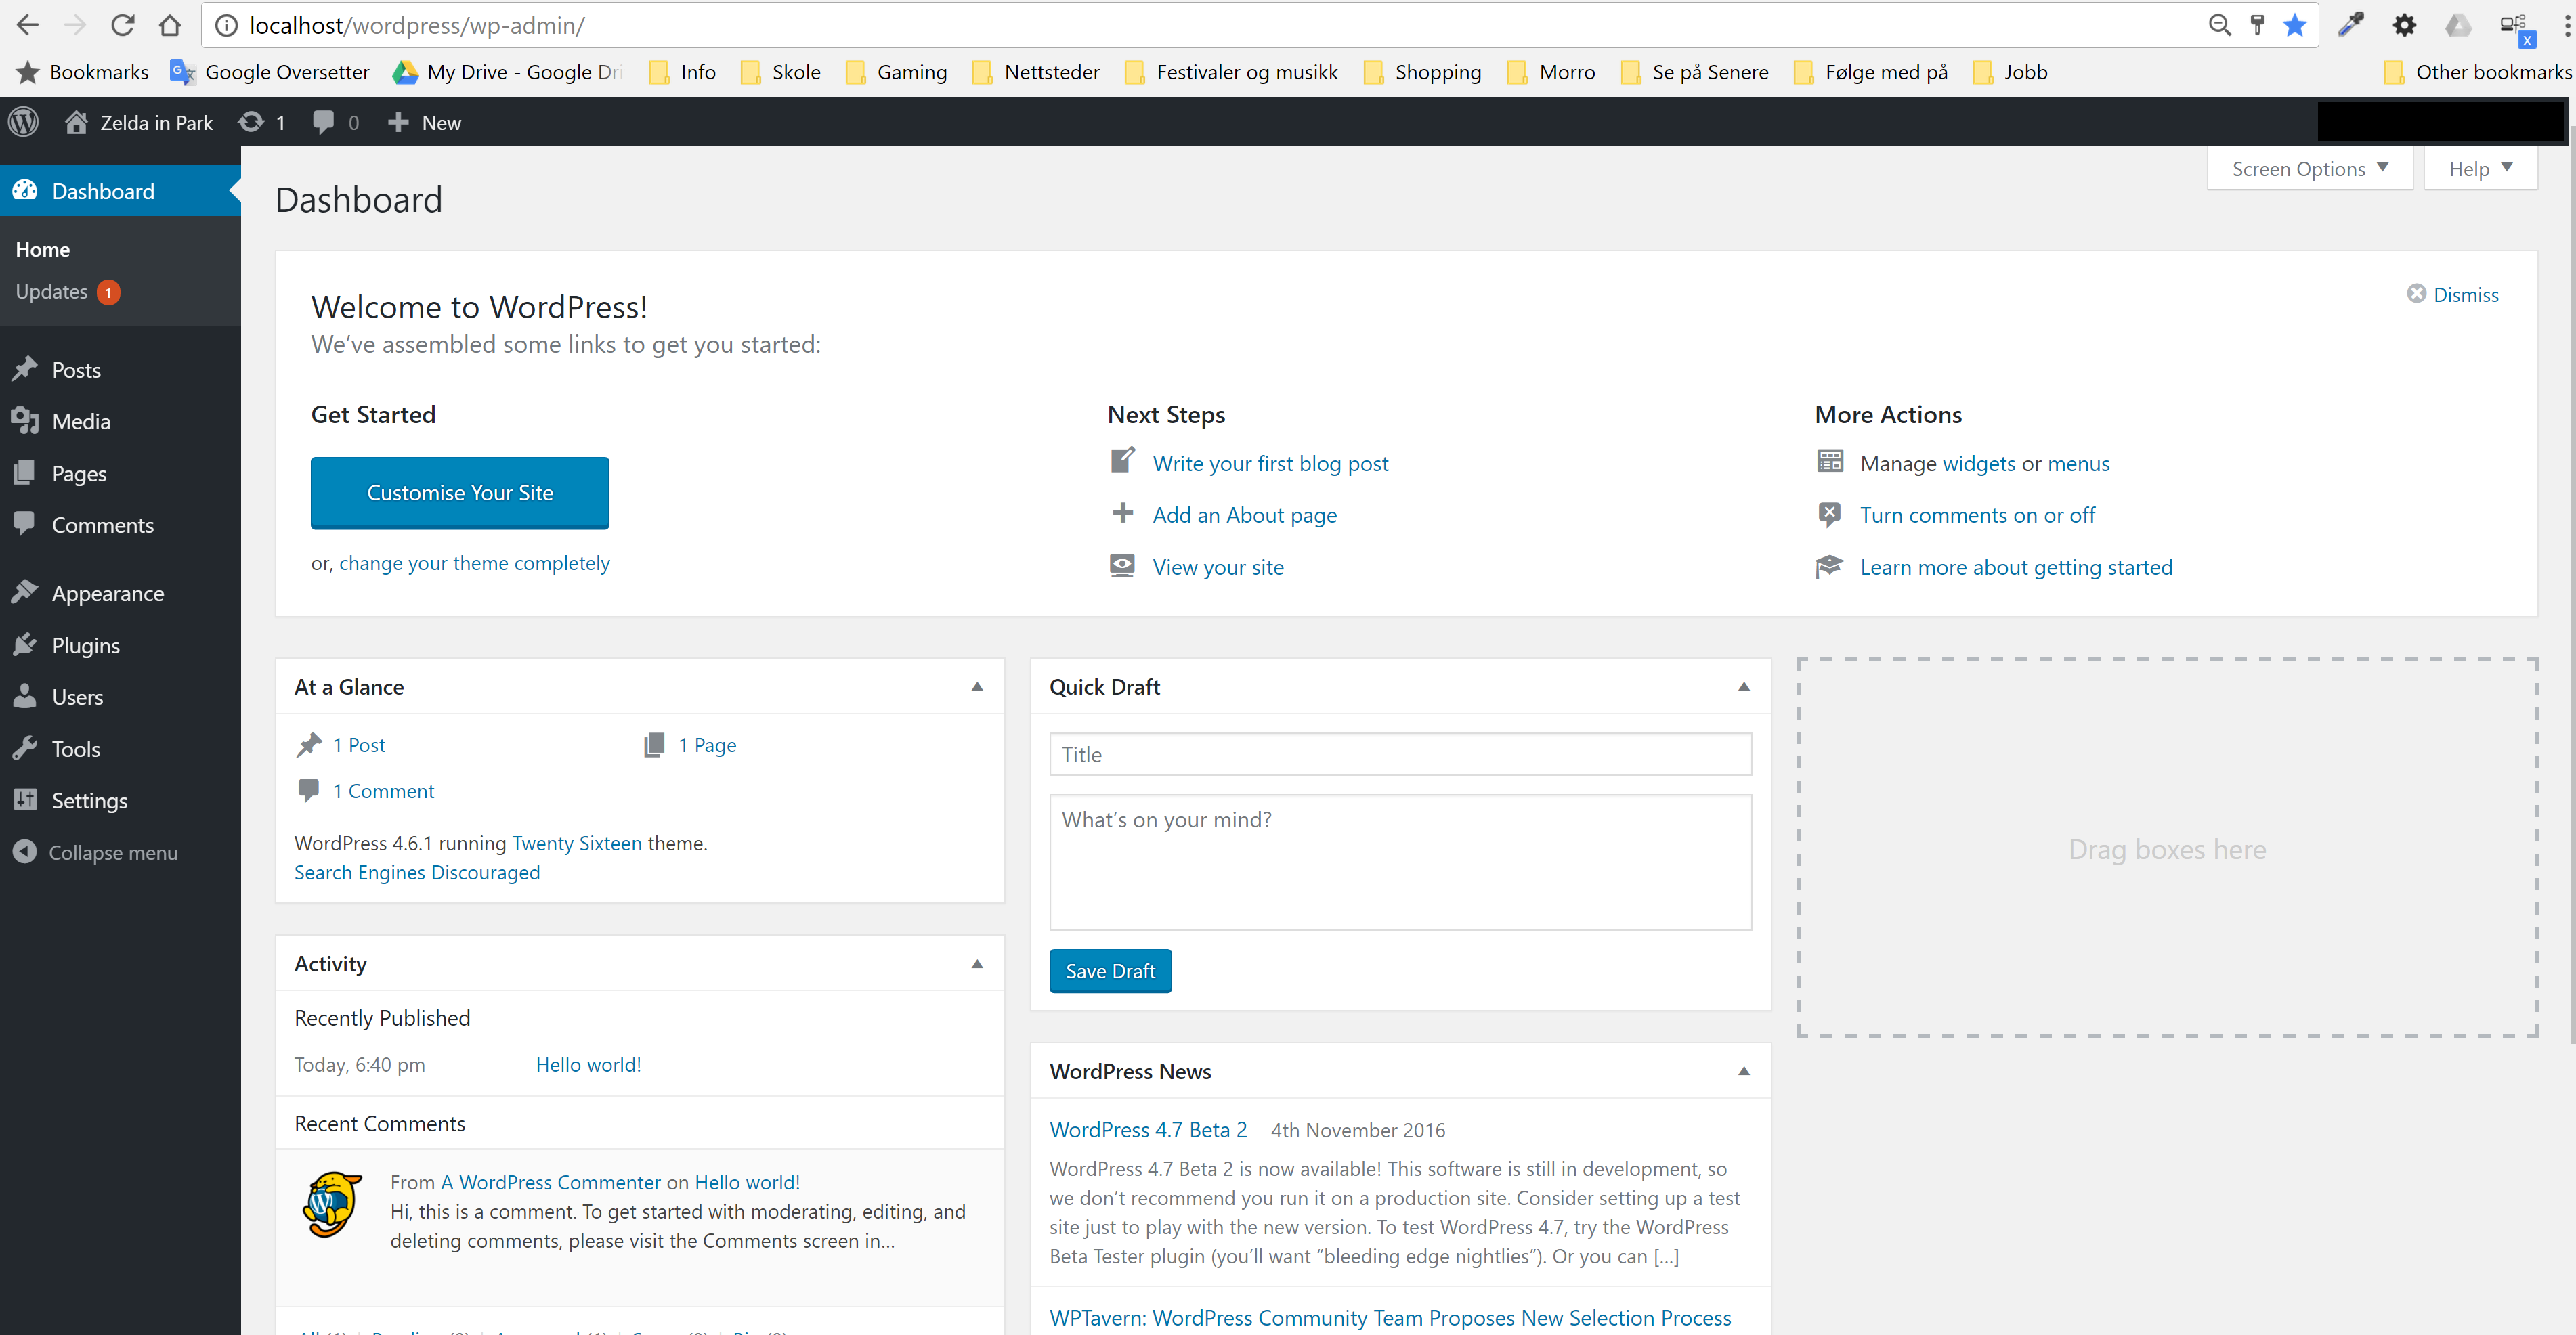 localhost/wordpress/wp-admin/
Bookmarks Google Oversetter My Drive - Google Dri Info Skole Gaming Nettsteder Festivaler og musikk Shopping Morro Se på Senere Følge med på Jobb Other bookmarks
Zelda in Park 1 0 New
Screen Options Help
Dashboard
Home
Updates 1
Posts
Media
Pages
Comments
Appearance
Plugins
Users
Tools
Settings
Collapse menu
Dashboard
Welcome to WordPress!
Dismiss
We've assembled some links to get you started:
Get Started
Customise Your Site
or, change your theme completely
Next Steps
Write your first blog post
Add an About page
View your site
More Actions
Manage widgets or menus
Turn comments on or off
Learn more about getting started
At a Glance
1 Post 1 Page
1 Comment
WordPress 4.6.1 running Twenty Sixteen theme.
Search Engines Discouraged
Activity
Recently Published
Today, 6:40 pm Hello world!
Recent Comments
From A WordPress Commenter on Hello world!
Hi, this is a comment. To get started with moderating, editing, and
deleting comments, please visit the Comments screen in...
Quick Draft
Title
What's on your mind?
Save Draft
WordPress News
WordPress 4.7 Beta 2 4th November 2016
WordPress 4.7 Beta 2 is now available! This software is still in development, so
we don't recommend you run it on a production site. Consider setting up a test
site just to play with the new version. To test WordPress 4.7, try the WordPress
Beta Tester plugin (you'll want "bleeding edge nightlies"). Or you can [...]
WPTavern: WordPress Community Team Proposes New Selection Process
Drag boxes here